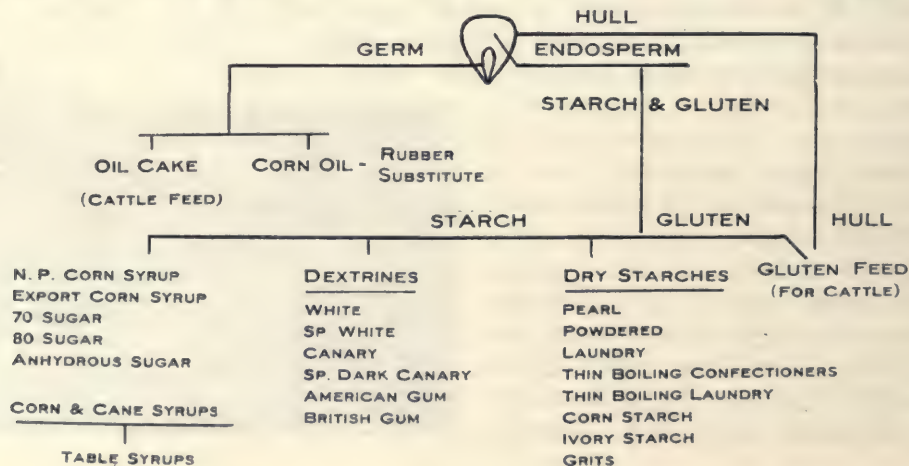 HULL
GERM
ENDOSPERM
STARCH & GLUTEN
OIL CAKE
(CATTLE FEED)
CORN OIL - RUBBER
SUBSTITUTE
STARCH
GLUTEN
HULL
N. P. CORN SYRUP
EXPORT CORN SYRUP
70 SUGAR
80 SUGAR
ANHYDROUS SUGAR
CORN & CANE SYRUPS
TABLE SYRUPS
DEXTRINES
WHITE
SP WHITE
CANARY
SP. DARK CANARY
AMERICAN GUM
BRITISH GUM
DRY STARCHES
PEARL
POWDERED
LAUNDRY
THIN BOILING CONFECTIONERS
THIN BOILING LAUNDRY
CORN STARCH
IVORY STARCH
GRITS
GLUTEN FEED
(FOR CATTLE)